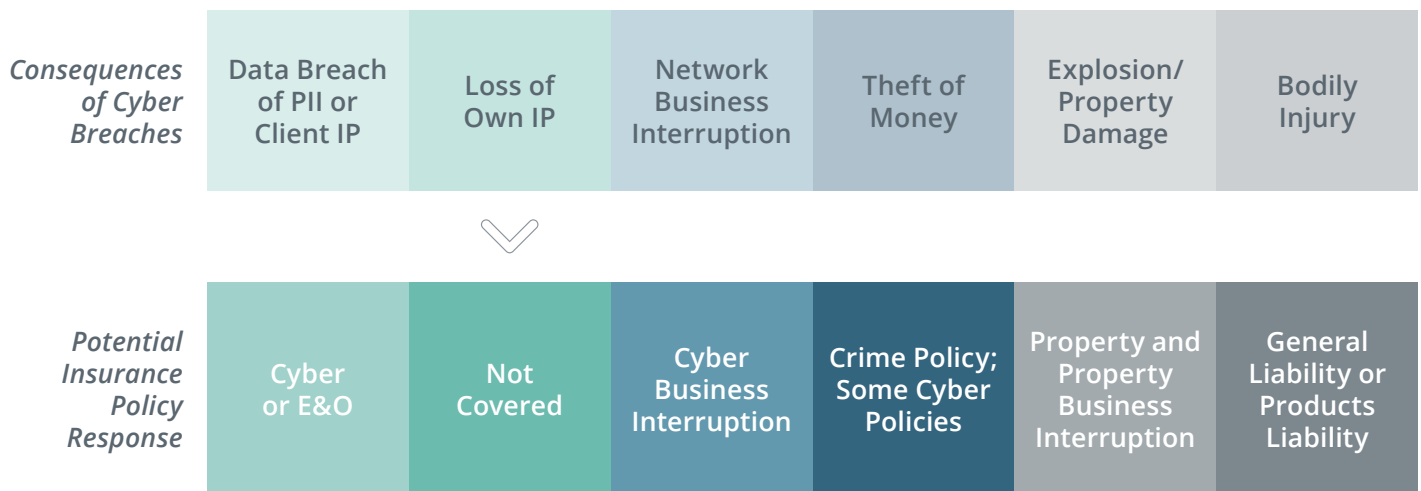 Consequences
of Cyber
Breaches
Data Breach
of PII or
Client IP
Loss of
Own IP
Network
Business
Interruption
Theft of
Money
Explosion/
Property
Damage
Bodily
Injury
Potential
Insurance
Policy
Response
Cyber
or E&O
Not
Covered
Cyber
Business
Interruption
Crime Policy;
Some Cyber
Policies
Property and
Property
Business
Interruption
General
Liability or
Products
Liability